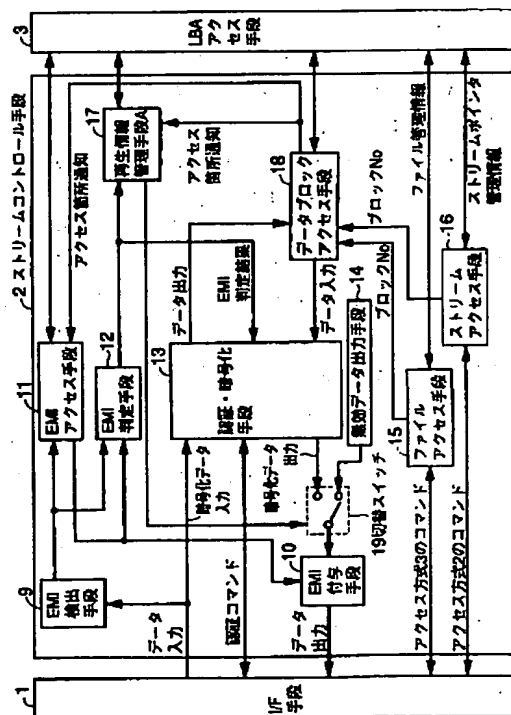 3
LBA
アクセス
手段
2 ストリームコントロール手段
アクセス箇所通知
17
再生情報
管理手段A
アクセス
箇所通知
ファイル管理情報
ストリームポインタ
管理情報
11
EMI
アクセス手段
12
EMI
判定手段
データ出力
EMI
判定結果
18
データブロック
アクセス手段
ブロックNo
16
ストリーム
アクセス手段
13
認証・暗号化
手段
データ入力
14
無効データ出力手段
ブロックNo
15
ファイル
アクセス手段
9
EMI
検出手段
暗号化データ
入力
暗号化データ
出力
19切替スイッチ
10
EMI
付与手段
データ
入力
認証コマンド
データ
出力
アクセス方式3のコマンド
アクセス方式2のコマンド
1
I/F
手段